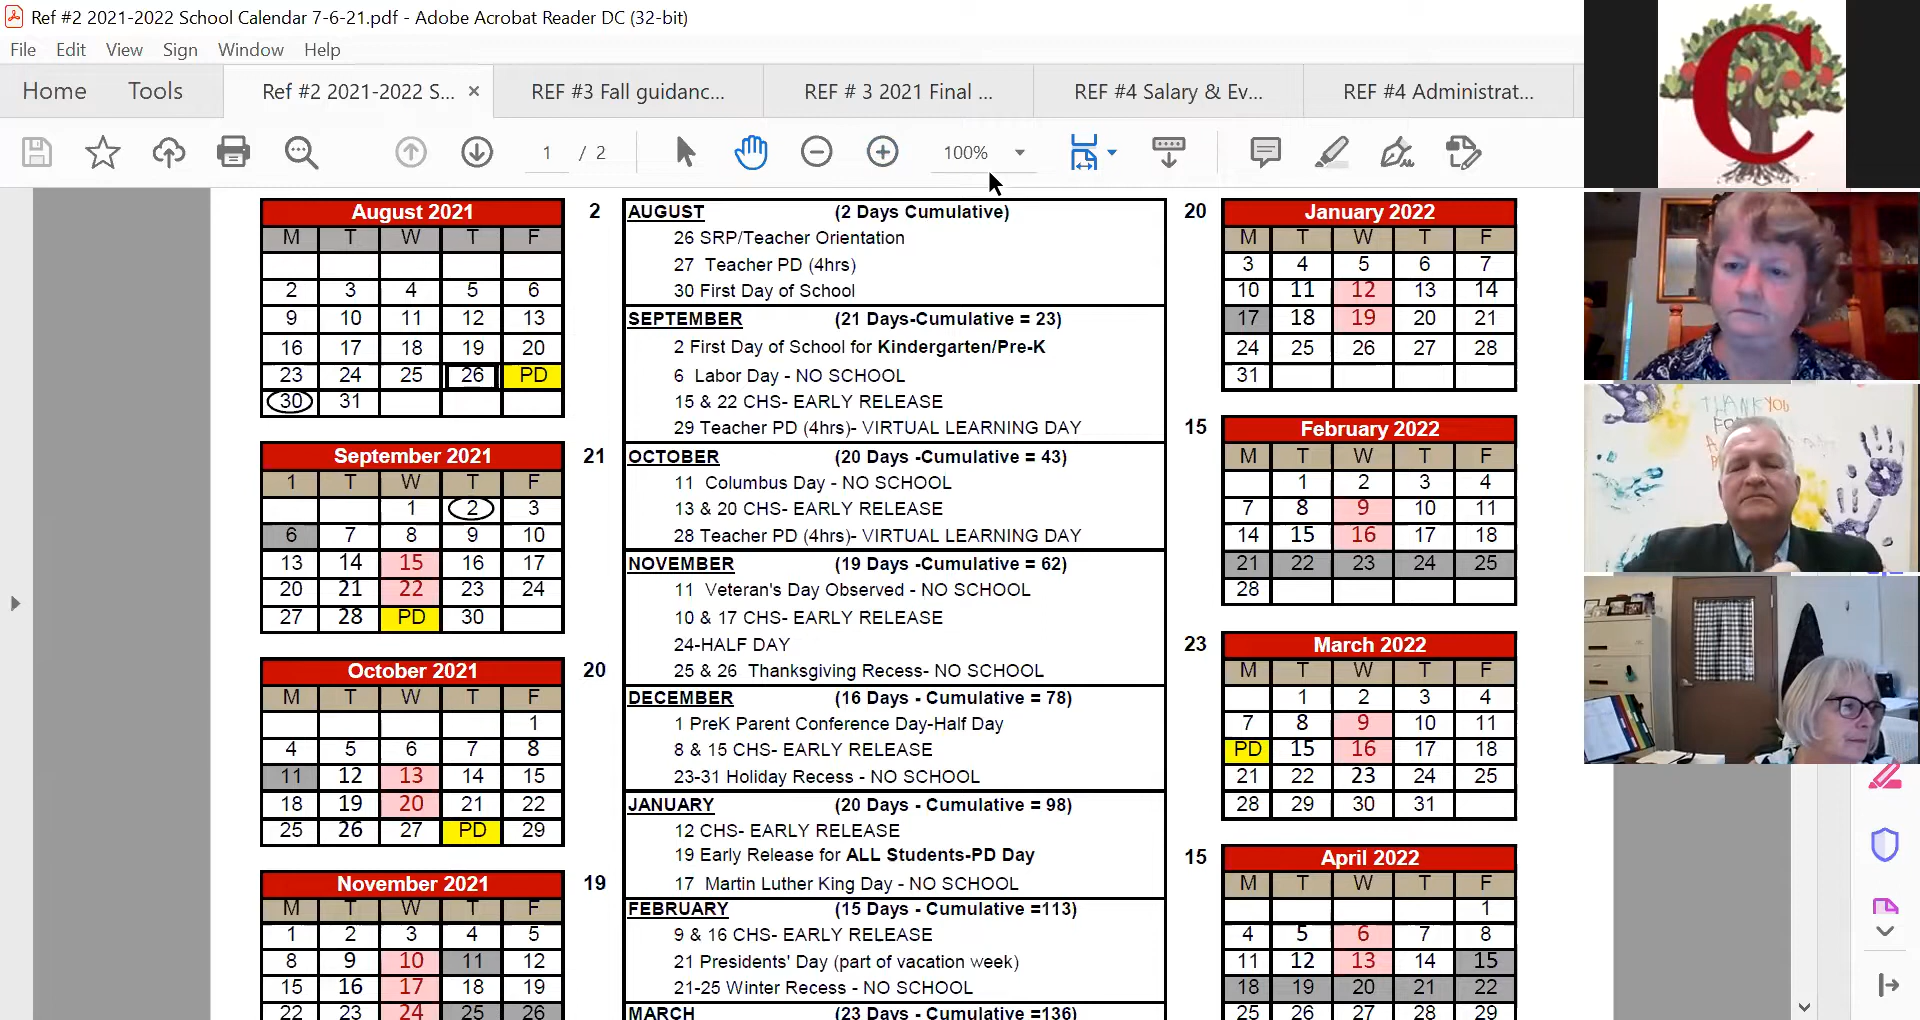 Ref #2 2021-2022 School Calendar 7-6-21.pdf - Adobe Acrobat Reader DC (32-bit)
File Edit View Sign Window Help
Home Tools Ref #2 2021-2022 S... × REF #3 Fall guidanc... REF # 3 2021 Final ... REF #4 Salary & Ev... REF #4 Administrat...
1 / 2 100%
August 2021
M T W T F
2 3 4 5 6
9 10 11 12 13
16 17 18 19 20
23 24 25 26 PD
30 31
2
September 2021
1 T W T F
1 2 3
6 7 8 9 10
13 14 15 16 17
20 21 22 23 24
27 28 PD 30
21
October 2021
M T W T F
1
4 5 6 7 8
11 12 13 14 15
18 19 20 21 22
25 26 27 PD 29
20
November 2021
M T W T F
1 2 3 4 5
8 9 10 11 12
15 16 17 18 19
22 23 24 25 26
19
AUGUST (2 Days Cumulative)
26 SRP/Teacher Orientation
27 Teacher PD (4hrs)
30 First Day of School
SEPTEMBER (21 Days-Cumulative = 23)
2 First Day of School for Kindergarten/Pre-K
6 Labor Day - NO SCHOOL
15 & 22 CHS- EARLY RELEASE
29 Teacher PD (4hrs)- VIRTUAL LEARNING DAY
OCTOBER (20 Days -Cumulative = 43)
11 Columbus Day - NO SCHOOL
13 & 20 CHS- EARLY RELEASE
28 Teacher PD (4hrs)- VIRTUAL LEARNING DAY
NOVEMBER (19 Days -Cumulative = 62)
11 Veteran's Day Observed - NO SCHOOL
10 & 17 CHS- EARLY RELEASE
24-HALF DAY
25 & 26 Thanksgiving Recess- NO SCHOOL
DECEMBER (16 Days - Cumulative = 78)
1 PreK Parent Conference Day-Half Day
8 & 15 CHS- EARLY RELEASE
23-31 Holiday Recess - NO SCHOOL
JANUARY (20 Days - Cumulative = 98)
12 CHS- EARLY RELEASE
19 Early Release for ALL Students-PD Day
17 Martin Luther King Day - NO SCHOOL
FEBRUARY (15 Days - Cumulative =113)
9 & 16 CHS- EARLY RELEASE
21 Presidents' Day (part of vacation week)
21-25 Winter Recess - NO SCHOOL
MARCH (23 Days - Cumulative =136)
20
January 2022
M T W T F
3 4 5 6 7
10 11 12 13 14
17 18 19 20 21
24 25 26 27 28
31
15
February 2022
M T W T F
1 2 3 4
7 8 9 10 11
14 15 16 17 18
21 22 23 24 25
28
23
March 2022
M T W T F
1 2 3 4
7 8 9 10 11
PD 15 16 17 18
21 22 23 24 25
28 29 30 31
15
April 2022
M T W T F
1
4 5 6 7 8
11 12 13 14 15
18 19 20 21 22
25 26 27 28 29
C
THANK YOU